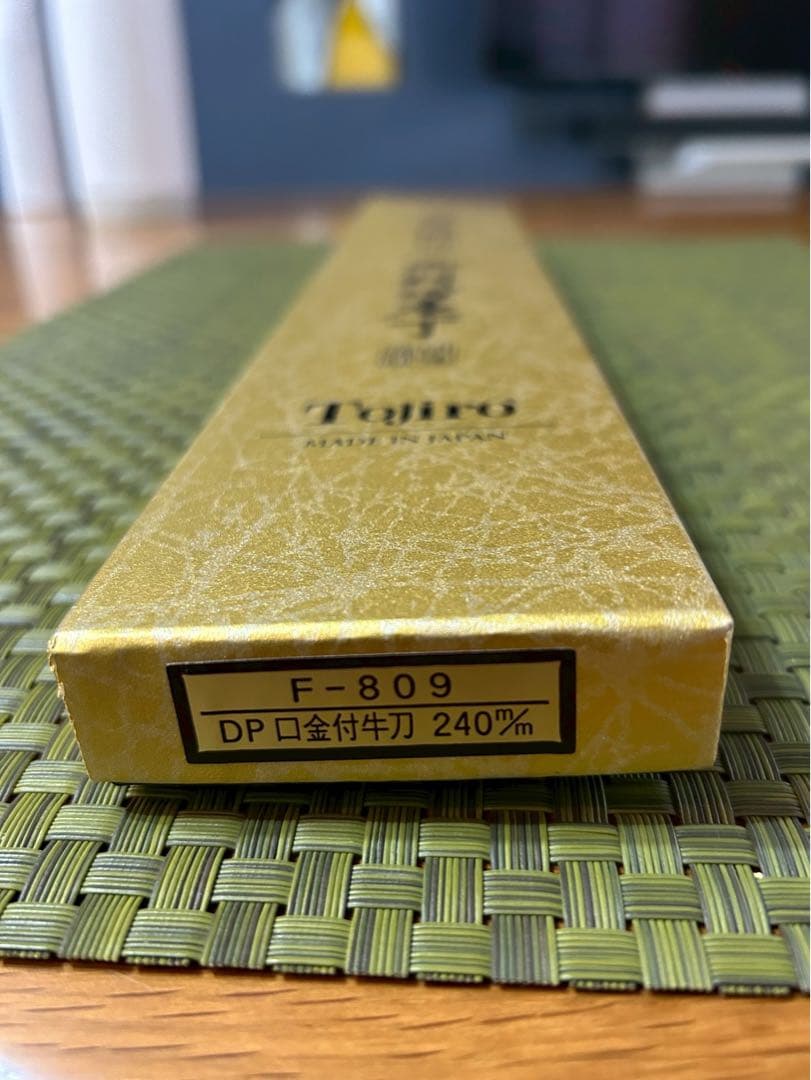 Tojiro
MADE IN JAPAN
F-809
DP 口金付牛刀 240m/m